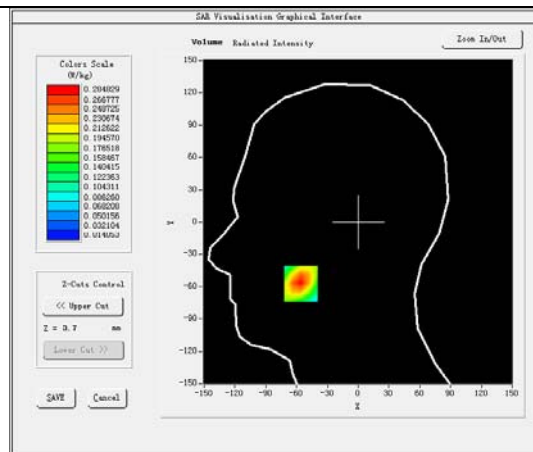 SAR Visualisation Graphical Interface
Volume Radiated Intensity
Zoom In/Out
Colors Scale
(W/kg)
0.284829
0.266777
0.248725
0.230674
0.212622
0.194570
0.176518
0.158467
0.140415
0.122363
0.104311
0.086260
0.068208
0.050156
0.032104
0.014053
Z-Cuts Control
<< Upper Cut
Z = 3.7 mm
Lower Cut >>
SAVE Cancel
150
120
90
60
30
0
-30
-60
-90
-120
-150
Y
-150 -120 -90 -60 -30 0 30 60 90 120 150
X